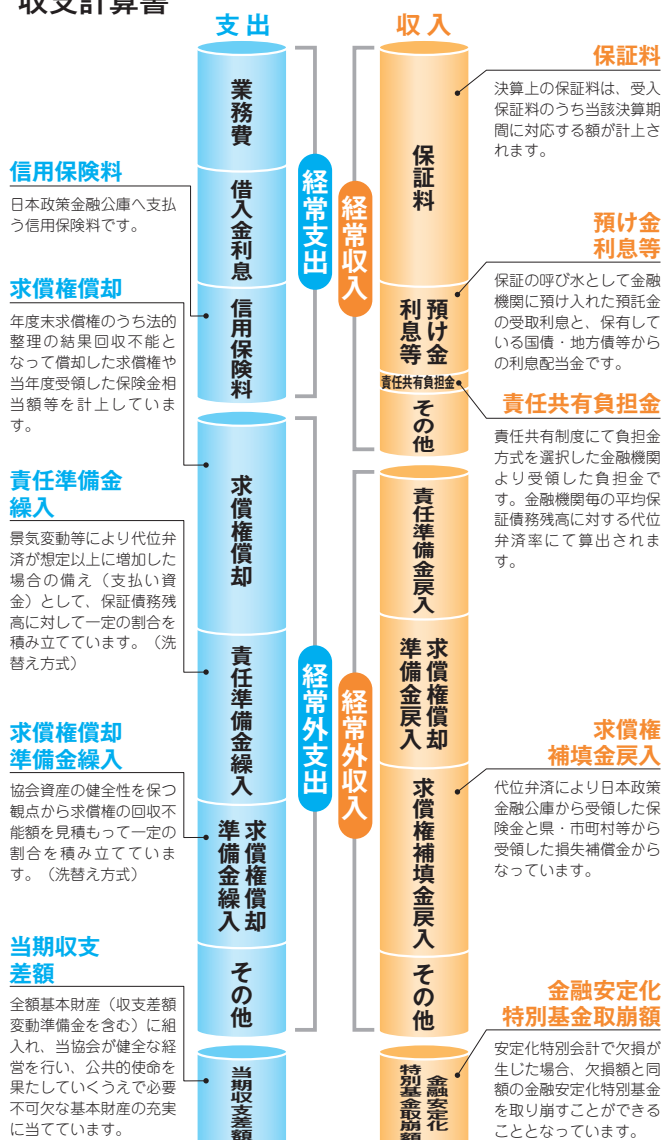 収支計算書
支出
収入
業務費
借入金利息
信用保険料
経常支出
求償権償却
責任準備金繰入
求償権償却
準備金繰入
その他
経常外支出
当期収支差額
保証料
預け金
利息等
責任共有負担金
その他
経常収入
責任準備金戻入
求償権償却
準備金戻入
求償権補填金戻入
その他
経常外収入
金融安定化
特別基金取崩額
信用保険料
日本政策金融公庫へ支払
う信用保険料です。
求償権償却
年度末求償権のうち法的
整理の結果回収不能と
なって償却した求償権や
当年度受領した保険金相
当額等を計上していま
す。
責任準備金
繰入
景気変動等により代位弁
済が想定以上に増加した
場合の備え(支払い資
金)として、保証債務残
高に対して一定の割合を
積み立てています。(洗
替え方式)
求償権償却
準備金繰入
協会資産の健全性を保つ
観点から求償権の回収不
能額を見積もって一定の
割合を積み立てていま
す。(洗替え方式)
当期収支
差額
全額基本財産(収支差額
変動準備金を含む)に組
入れ、当協会が健全な経
営を行い、公共的使命を
果たしていくうえで必要
不可欠な基本財産の充実
に当てています。
保証料
決算上の保証料は、受入
保証料のうち当該決算期
間に対応する額が計上さ
れます。
預け金
利息等
保証の呼び水として金融
機関に預け入れた預託金
の受取利息と、保有して
いる国債・地方債等から
の利息配当金です。
責任共有負担金
責任共有制度にて負担金
方式を選択した金融機関
より受領した負担金で
す。金融機関毎の平均保
証債務残高に対する代位
弁済率にて算出されま
す。
求償権
補填金戻入
代位弁済により日本政策
金融公庫から受領した保
険金と県・市町村等から
受領した損失補償金から
なっています。
金融安定化
特別基金取崩額
安定化特別会計で欠損が
生じた場合、欠損額と同
額の金融安定化特別基金
を取り崩すことができる
こととなっています。